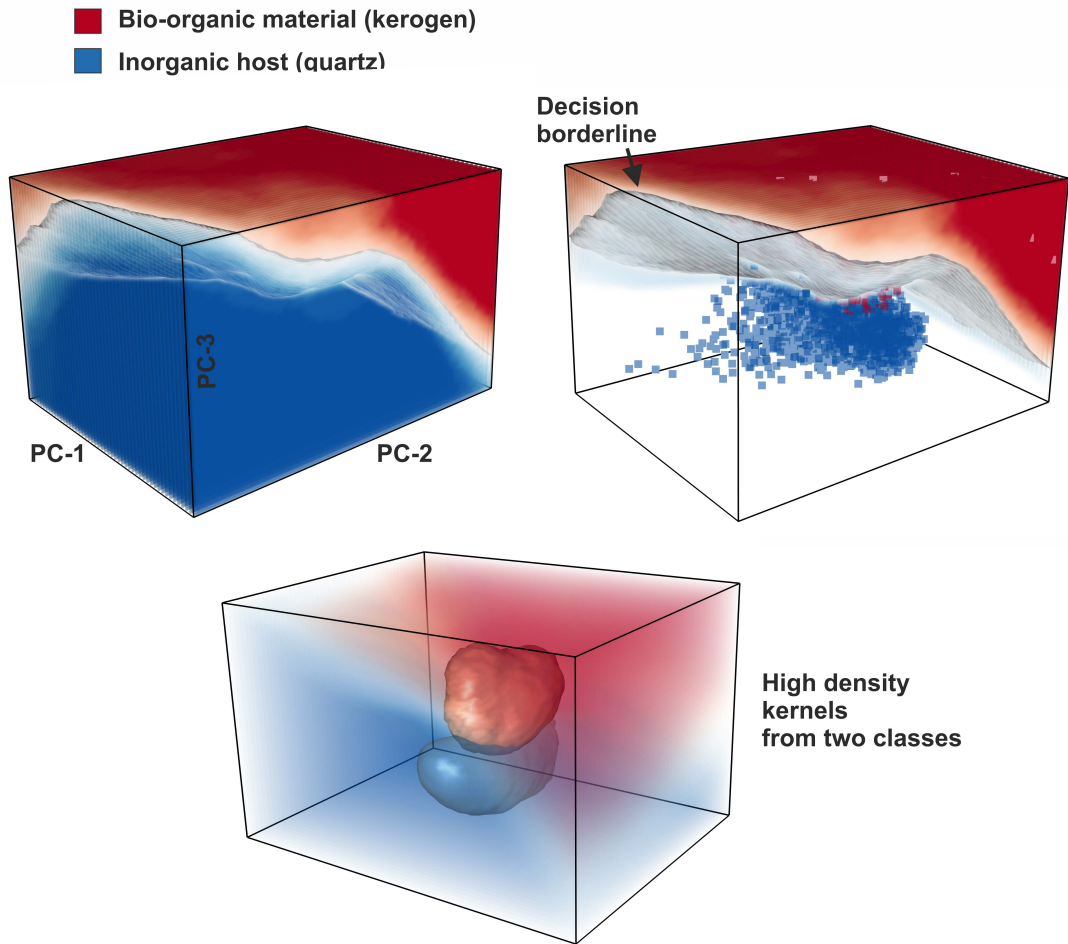 Bio-organic material (kerogen)
Inorganic host (quartz)
Decision
borderline
PC-3
PC-1
PC-2
High density
kernels
from two classes